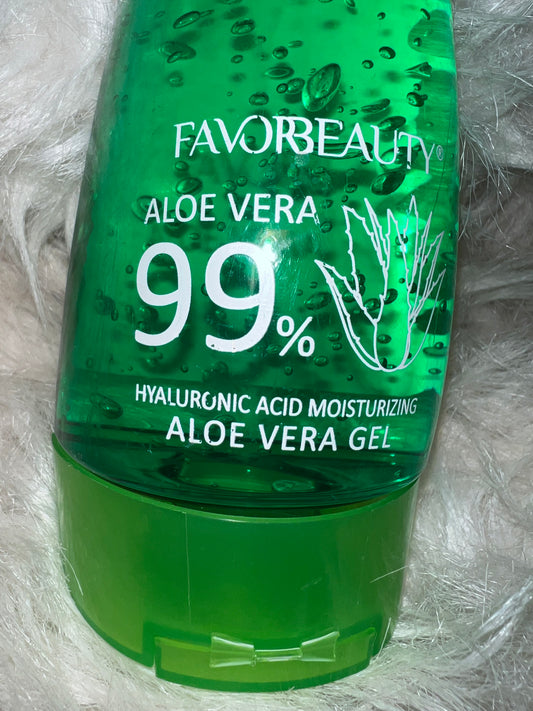 FAVORBEAUTY®
ALOE VERA
99%
HYALURONIC ACID MOISTURIZING
ALOE VERA GEL